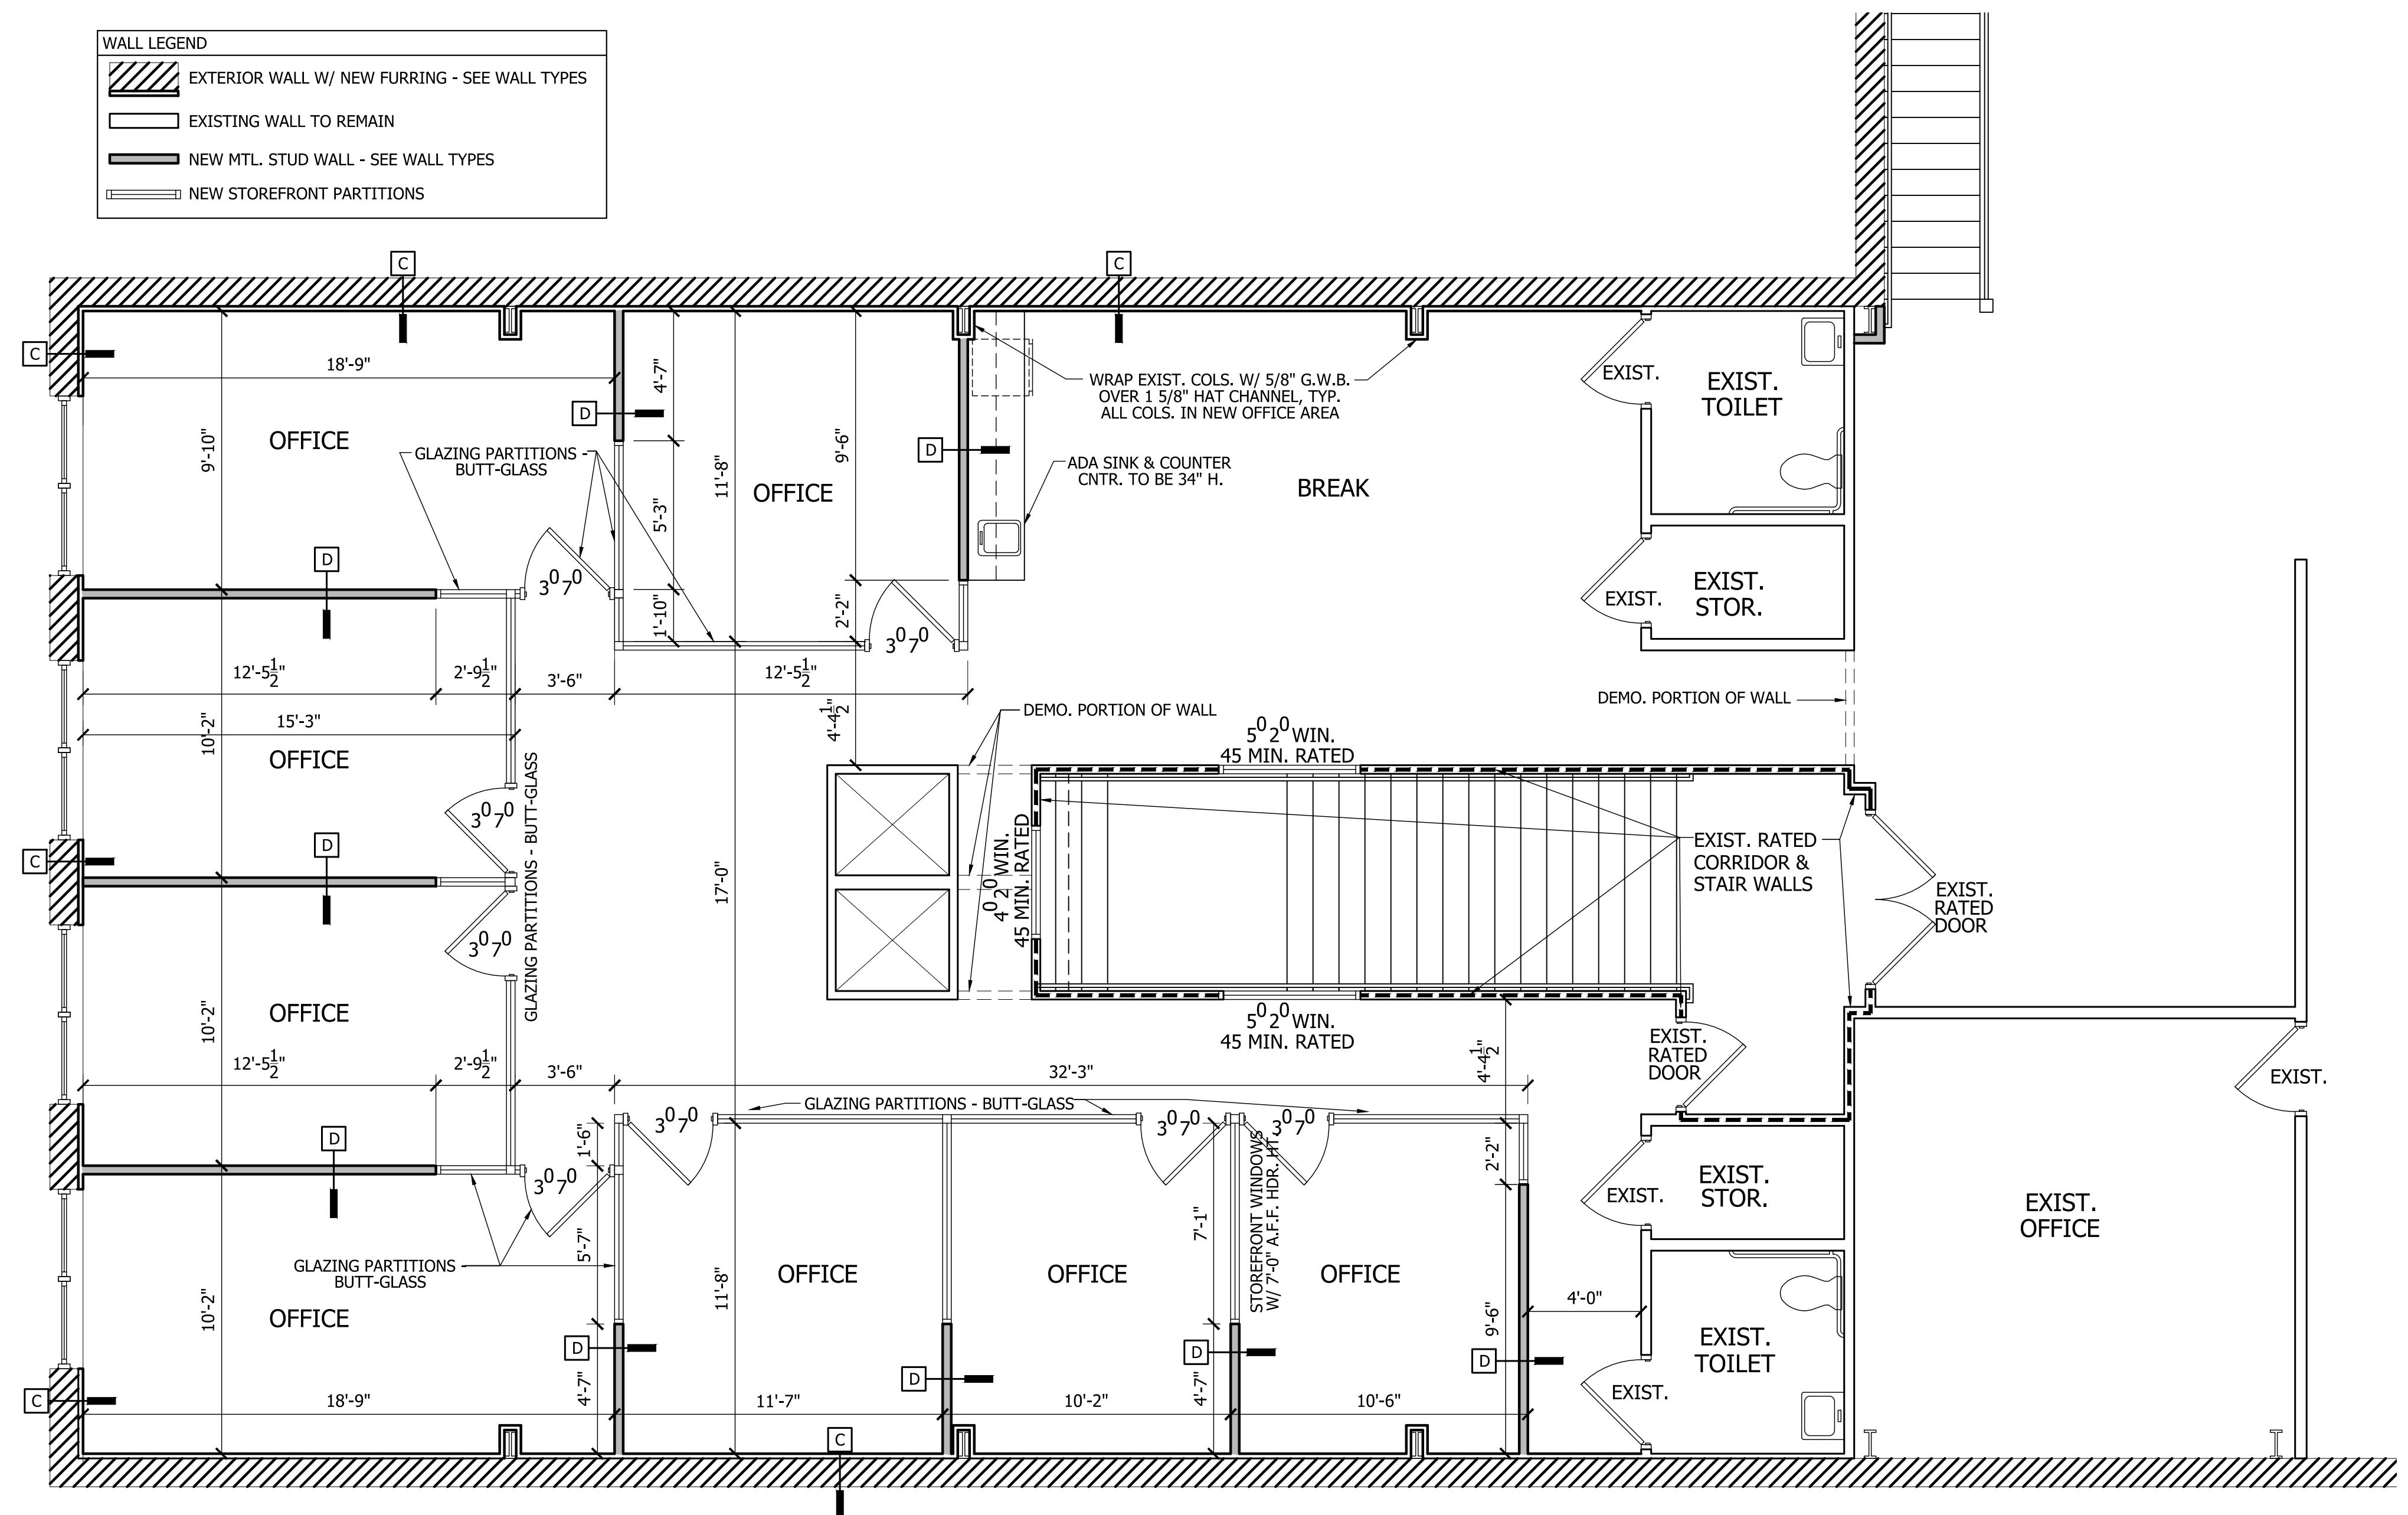 WALL LEGEND
EXTERIOR WALL W/ NEW FURRING - SEE WALL TYPES
EXISTING WALL TO REMAIN
NEW MTL. STUD WALL - SEE WALL TYPES
NEW STOREFRONT PARTITIONS
C
C
C
18'-9"
4'-7"
D
9'-10"
OFFICE
GLAZING PARTITIONS -
BUTT-GLASS
11'-8"
9'-6"
OFFICE
5'-3"
D
WRAP EXIST. COLS. W/ 5/8" G.W.B.
OVER 1 5/8" HAT CHANNEL, TYP.
ALL COLS. IN NEW OFFICE AREA
ADA SINK & COUNTER
CNTR. TO BE 34" H.
BREAK
EXIST.
EXIST.
TOILET
EXIST.
EXIST.
STOR.
D
3⁰7⁰
1'-10"
2'-2"
3⁰7⁰
12'-5½"
2'-9½"
3'-6"
12'-5½"
4'-4½"
15'-3"
10'-2"
OFFICE
GLAZING PARTITIONS - BUTT-GLASS
3⁰7⁰
DEMO. PORTION OF WALL
DEMO. PORTION OF WALL
5⁰2⁰WIN.
45 MIN. RATED
4⁰2⁰WIN.
45 MIN. RATED
17'-0"
EXIST. RATED
CORRIDOR &
STAIR WALLS
EXIST.
RATED
DOOR
C
D
3⁰7⁰
OFFICE
10'-2"
5⁰2⁰WIN.
45 MIN. RATED
EXIST.
RATED
DOOR
4'-4½"
EXIST.
12'-5½"
2'-9½"
3'-6"
32'-3"
GLAZING PARTITIONS - BUTT-GLASS
3⁰7⁰
3⁰7⁰
3⁰7⁰
D
1'-6"
3⁰7⁰
STOREFRONT WINDOWS
W/ 7'-0" A.F.F. HDR. HT.
2'-2"
7'-1"
5'-7"
EXIST.
EXIST.
STOR.
EXIST.
OFFICE
GLAZING PARTITIONS -
BUTT-GLASS
10'-2"
OFFICE
11'-8"
OFFICE
OFFICE
OFFICE
9'-6"
4'-0"
D
D
D
D
EXIST.
TOILET
EXIST.
C
18'-9"
4'-7"
11'-7"
10'-2"
4'-7"
10'-6"
C